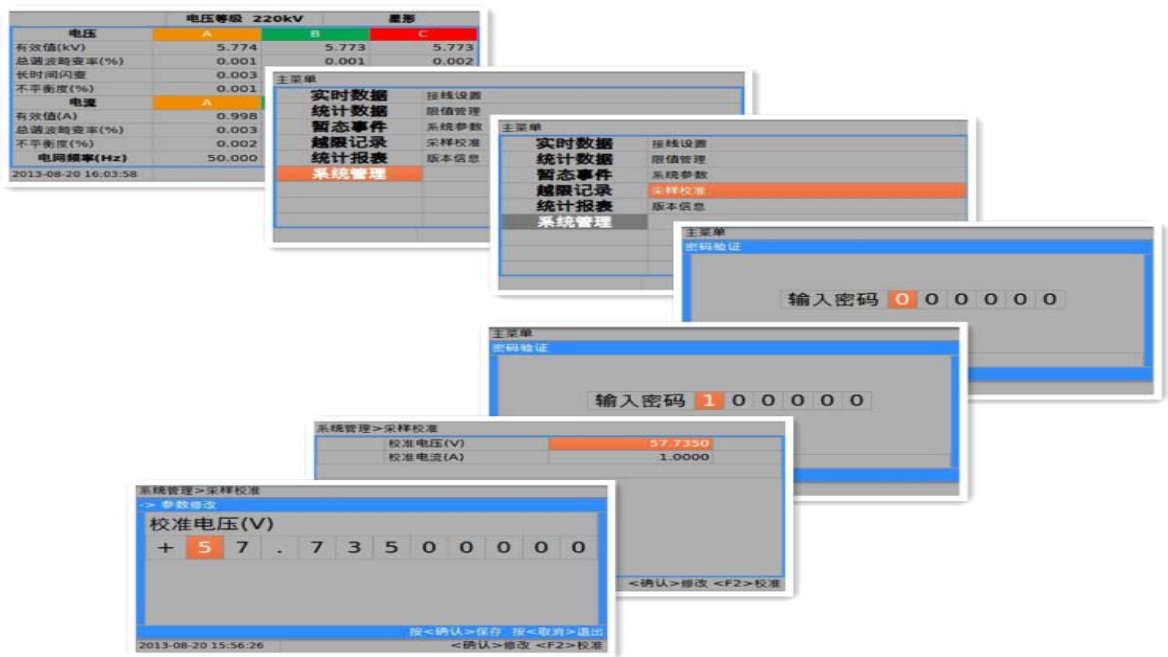 电压等级 220kV 星形
电压 A B C
有效值(kV) 5.774 5.773 5.773
总谐波畸变率(%) 0.001 0.001 0.002
长时间闪变 0.003
不平衡度(%) 0.001
电流 A
有效值(A) 0.998
总谐波畸变率(%) 0.003
不平衡度(%) 0.002
电网频率(Hz) 50.000
2013-08-20 16:03:58
主菜单
实时数据 接线设置
统计数据 限值管理
暂态事件 系统参数
越限记录 采样校准
统计报表 版本信息
系统管理
主菜单
实时数据 接线设置
统计数据 限值管理
暂态事件 系统参数
越限记录 采样校准
统计报表 版本信息
系统管理
主菜单
密码验证
输入密码 0 0 0 0 0 0
主菜单
密码验证
输入密码 1 0 0 0 0 0
系统管理>采样校准
校准电压(V) 57.7350
校准电流(A) 1.0000
<确认>修改 <F2>校准
系统管理>采样校准
-> 参数修改
校准电压(V)
+ 5 7 . 7 3 5 0 0 0 0 0
按<确认>保存 按<取消>退出
2013-08-20 15:56:26 <确认>修改 <F2>校准